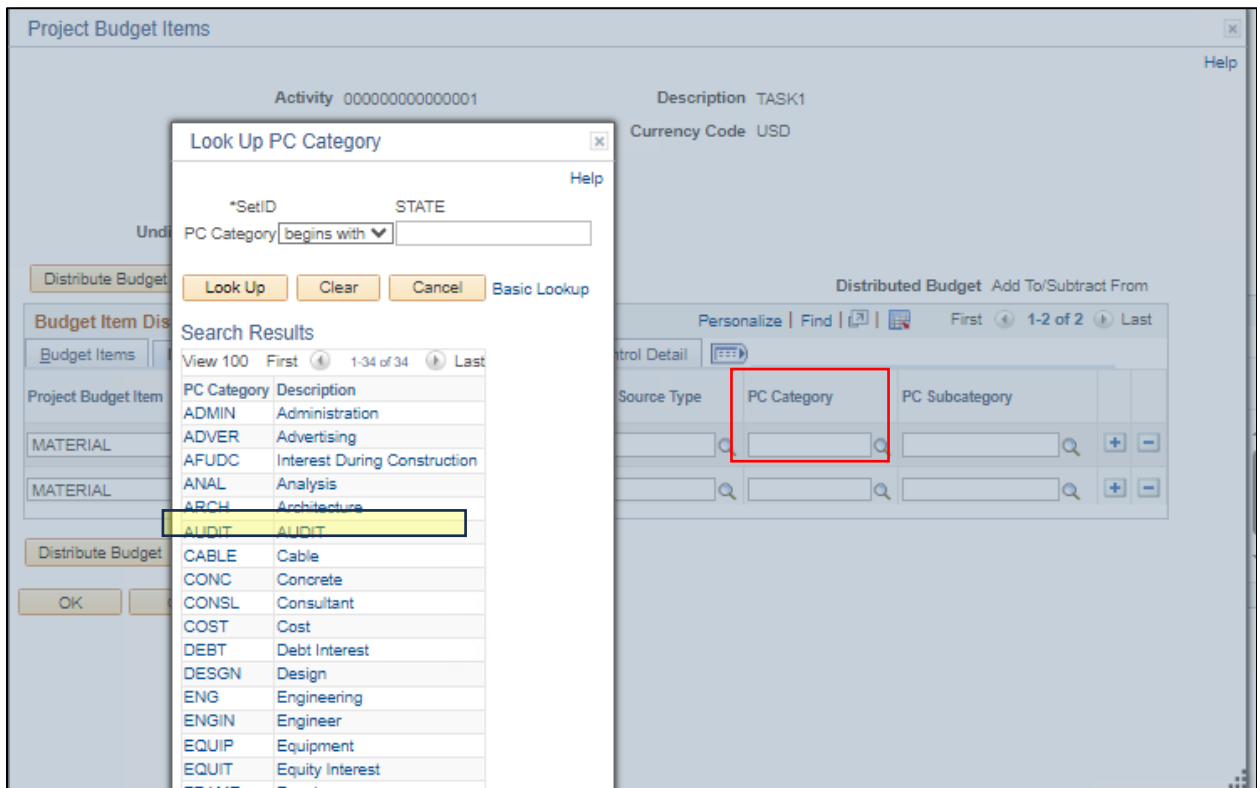 Project Budget Items
Help
Activity 000000000000001 Description TASK1
Currency Code USD
Look Up PC Category
Help
*SetID STATE
Undi
PC Category begins with
Distribute Budget
Look Up Clear Cancel Basic Lookup
Distributed Budget Add To/Subtract From
Budget Item Dis
Personalize | Find | First 1-2 of 2 Last
Search Results
Budget Items
ntrol Detail
View 100 First 1-34 of 34 Last
Project Budget Item
Source Type PC Category PC Subcategory
PC Category Description
ADMIN Administration
ADVER Advertising
MATERIAL
AFUDC Interest During Construction
ANAL Analysis
MATERIAL
ARCH Architecture
AUDIT AUDIT
Distribute Budget
CABLE Cable
CONC Concrete
OK
CONSL Consultant
COST Cost
DEBT Debt Interest
DESGN Design
ENG Engineering
ENGIN Engineer
EQUIP Equipment
EQUIT Equity Interest